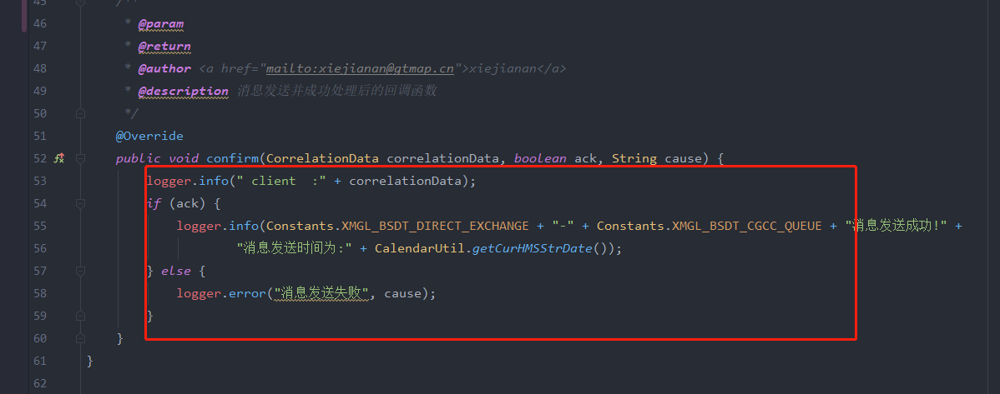 45 /**
46 * @param
47 * @return
48 * @author <a href="mailto:xiejianan@gtmap.cn">xiejianan</a>
49 * @description 消息发送并成功处理后的回调函数
50 */
51 @Override
52 public void confirm(CorrelationData correlationData, boolean ack, String cause) {
53 logger.info(" client  :" + correlationData);
54 if (ack) {
55 logger.info(Constants.XMGL_BSDT_DIRECT_EXCHANGE + "-" + Constants.XMGL_BSDT_CGCC_QUEUE + "消息发送成功!" +
56 "消息发送时间为:" + CalendarUtil.getCurHMSStrDate());
57 } else {
58 logger.error("消息发送失败", cause);
59 }
60 }
61 }
62